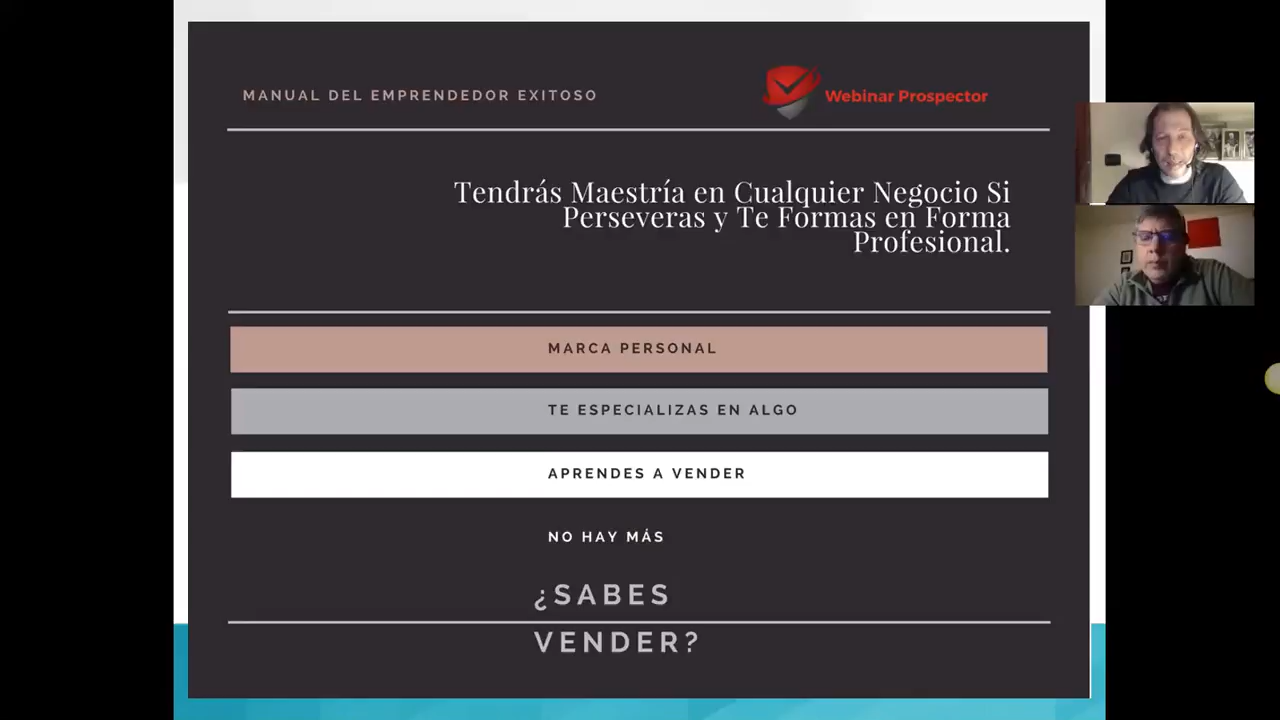 MANUAL DEL EMPRENDEDOR EXITOSO
Webinar Prospector
Tendrás Maestría en Cualquier Negocio Si
Perseveras y Te Formas en Forma
Profesional.
MARCA PERSONAL
TE ESPECIALIZAS EN ALGO
APRENDES A VENDER
NO HAY MÁS
¿SABES
VENDER?